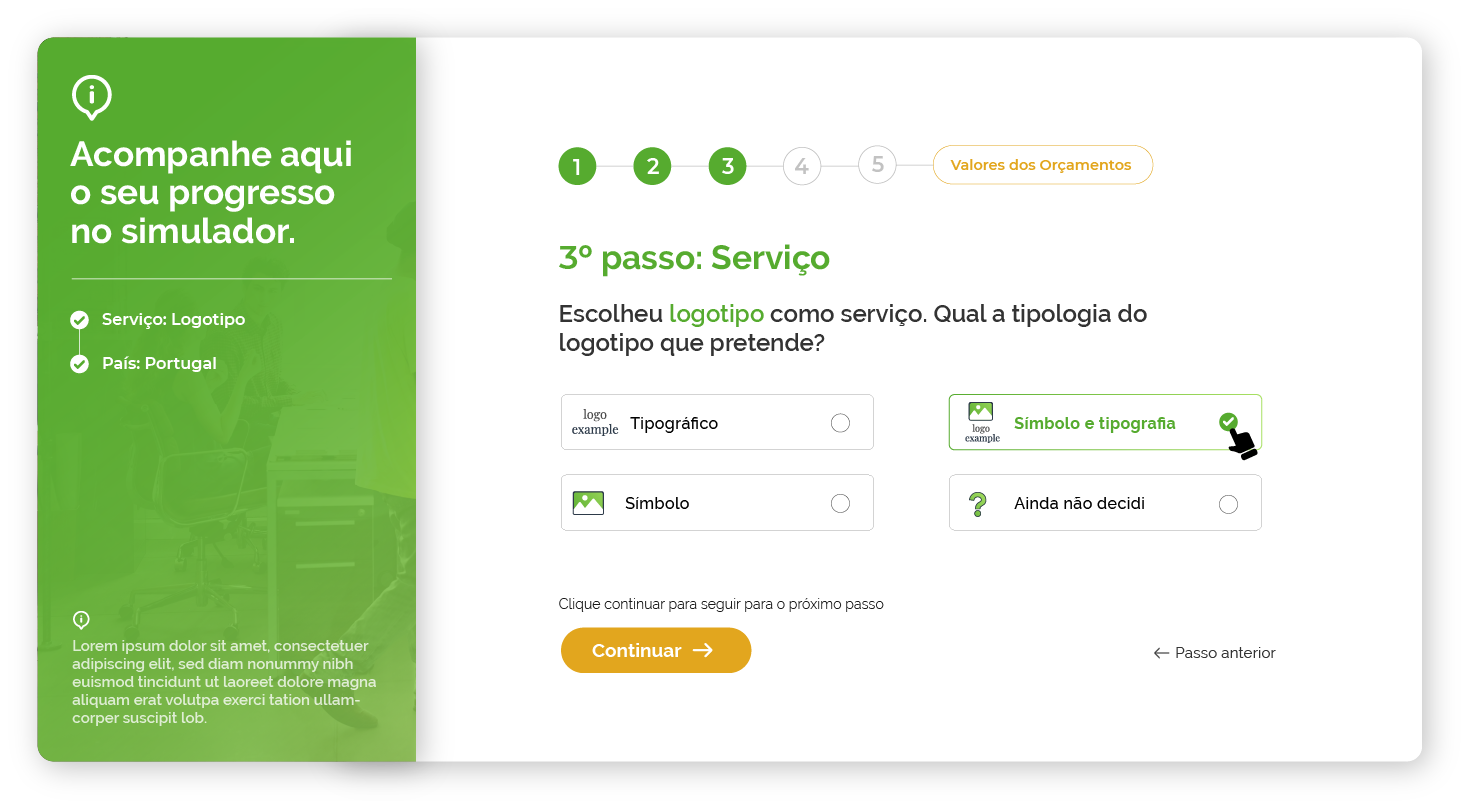 Acompanhe aqui
o seu progresso
no simulador.
Serviço: Logotipo
País: Portugal
Lorem ipsum dolor sit amet, consectetuer
adipiscing elit, sed diam nonummy nibh
euismod tincidunt ut laoreet dolore magna
aliquam erat volutpa exerci tation ullam-
corper suscipit lob.
1 2 3 4 5 Valores dos Orçamentos
3º passo: Serviço
Escolheu logotipo como serviço. Qual a tipologia do
logotipo que pretende?
logo
example
Tipográfico
logo
example
Símbolo e tipografia
Símbolo
? Ainda não decidi
Clique continuar para seguir para o próximo passo
Continuar →
← Passo anterior